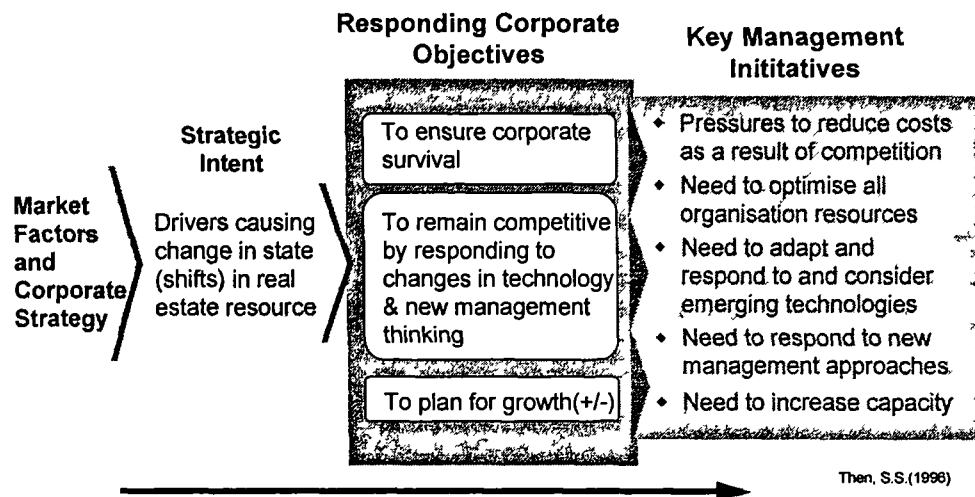 Market
Factors
and
Corporate
Strategy
Strategic
Intent
Drivers causing
change in state
(shifts) in real
estate resource
Responding Corporate
Objectives
To ensure corporate
survival
To remain competitive
by responding to
changes in technology
& new management
thinking
To plan for growth(+/-)
Key Management
Inititatives
♦ Pressures to reduce costs
as a result of competition
♦ Need to optimise all
organisation resources
♦ Need to adapt and
respond to and consider
emerging technologies
♦ Need to respond to new
management approaches
♦ Need to increase capacity
Then, S.S.(1996)